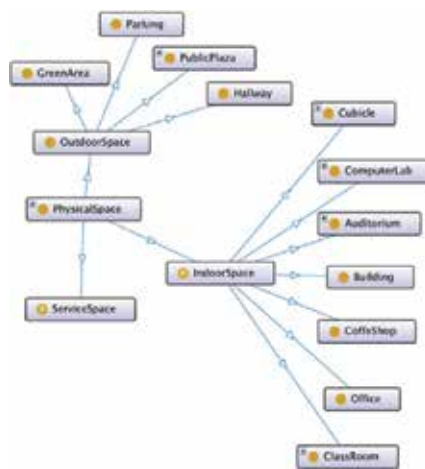 Parking
PublicPlaza
GreenArea
Hallway
Cubicle
OutdoorSpace
ComputerLab
PhysicalSpace
Auditorium
IndoorSpace
Building
ServiceSpace
CoffeShop
Office
ClassRoom